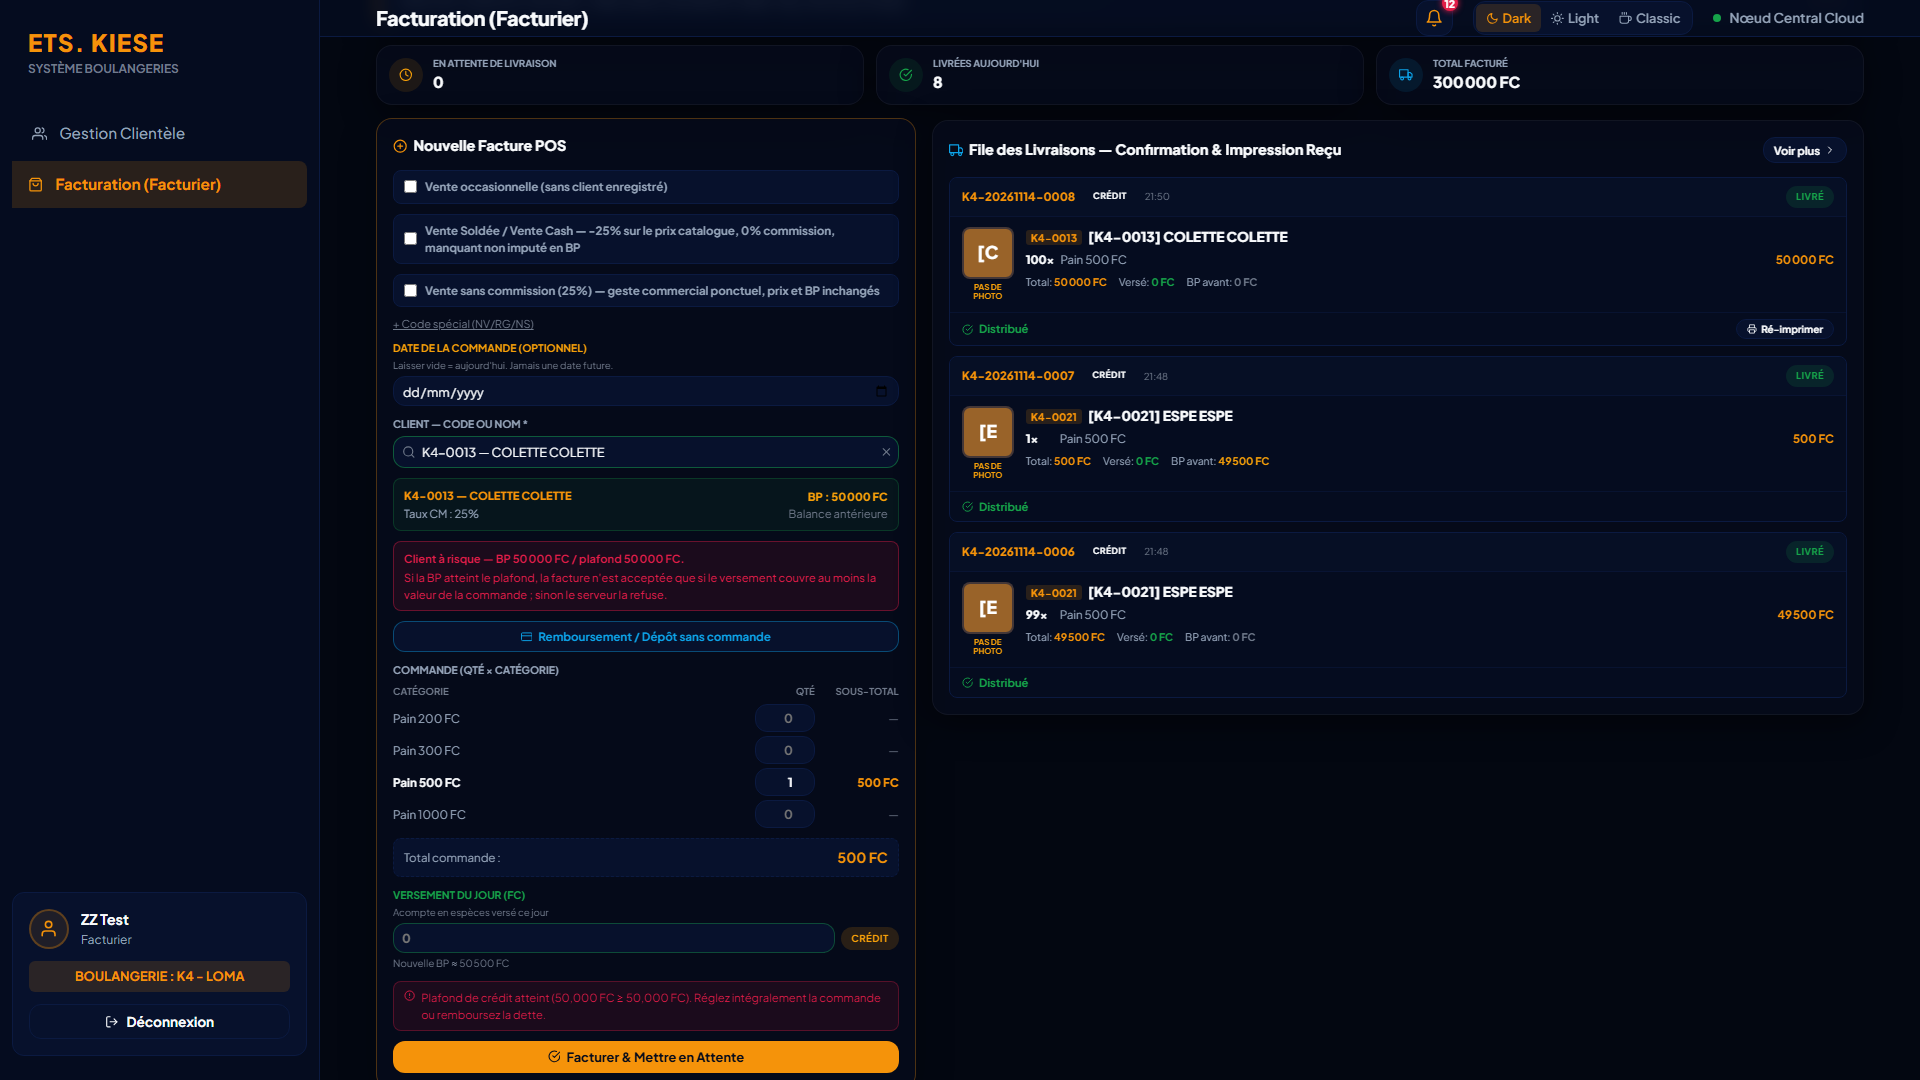 ETS. KIESE
SYSTÈME BOULANGERIES
Gestion Clientèle
Facturation (Facturier)
ZZ Test
Facturier
BOULANGERIE : K4 - LOMA
Déconnexion
Facturation (Facturier)
12
Dark
Light
Classic
Nœud Central Cloud
EN ATTENTE DE LIVRAISON
0
LIVRÉES AUJOURD'HUI
8
TOTAL FACTURÉ
300 000 FC
Nouvelle Facture POS
Vente occasionnelle (sans client enregistré)
Vente Soldée / Vente Cash — -25% sur le prix catalogue, 0% commission,
manquant non imputé en BP
Vente sans commission (25%) — geste commercial ponctuel, prix et BP inchangés
+ Code spécial (NV/RG/NS)
DATE DE LA COMMANDE (OPTIONNEL)
Laisser vide = aujourd'hui. Jamais une date future.
dd/mm/yyyy
CLIENT — CODE OU NOM *
K4-0013 — COLETTE COLETTE
K4-0013 — COLETTE COLETTE
BP : 50 000 FC
Taux CM : 25%
Balance antérieure
Client à risque — BP 50 000 FC / plafond 50 000 FC.
Si la BP atteint le plafond, la facture n'est acceptée que si le versement couvre au moins la
valeur de la commande : sinon le serveur la refuse.
Remboursement / Dépôt sans commande
COMMANDE (QTÉ × CATÉGORIE)
CATÉGORIE QTÉ SOUS-TOTAL
Pain 200 FC 0 —
Pain 300 FC 0 —
Pain 500 FC 1 500 FC
Pain 1000 FC 0 —
Total commande : 500 FC
VERSEMENT DU JOUR (FC)
Acompte en espèces versé ce jour
0
CRÉDIT
Nouvelle BP ≈ 50 500 FC
Plafond de crédit atteint (50,000 FC ≥ 50,000 FC). Réglez intégralement la commande
ou remboursez la dette.
Facturer & Mettre en Attente
File des Livraisons — Confirmation & Impression Reçu
Voir plus
K4-20261114-0008 CRÉDIT 21:50 LIVRÉ
[C
PAS DE
PHOTO
K4-0013 [K4-0013] COLETTE COLETTE
100× Pain 500 FC 50 000 FC
Total: 50 000 FC Versé: 0 FC BP avant: 0 FC
Distribué
Ré-imprimer
K4-20261114-0007 CRÉDIT 21:48 LIVRÉ
[E
PAS DE
PHOTO
K4-0021 [K4-0021] ESPE ESPE
1× Pain 500 FC 500 FC
Total: 500 FC Versé: 0 FC BP avant: 49 500 FC
Distribué
K4-20261114-0006 CRÉDIT 21:48 LIVRÉ
[E
PAS DE
PHOTO
K4-0021 [K4-0021] ESPE ESPE
99× Pain 500 FC 49 500 FC
Total: 49 500 FC Versé: 0 FC BP avant: 0 FC
Distribué